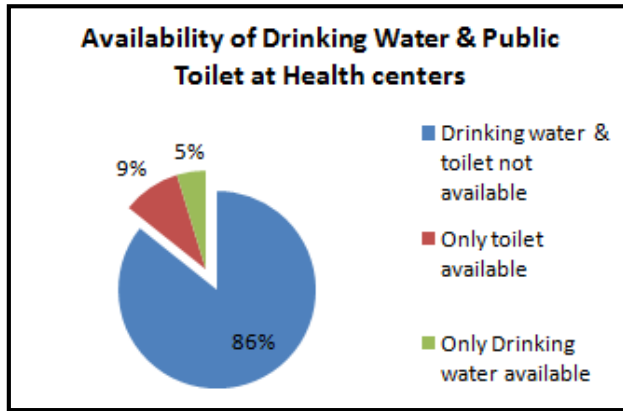 Availability of Drinking Water & Public
Toilet at Health centers
5%
9%
86%
Drinking water &
toilet not
available
Only toilet
available
Only Drinking
water available